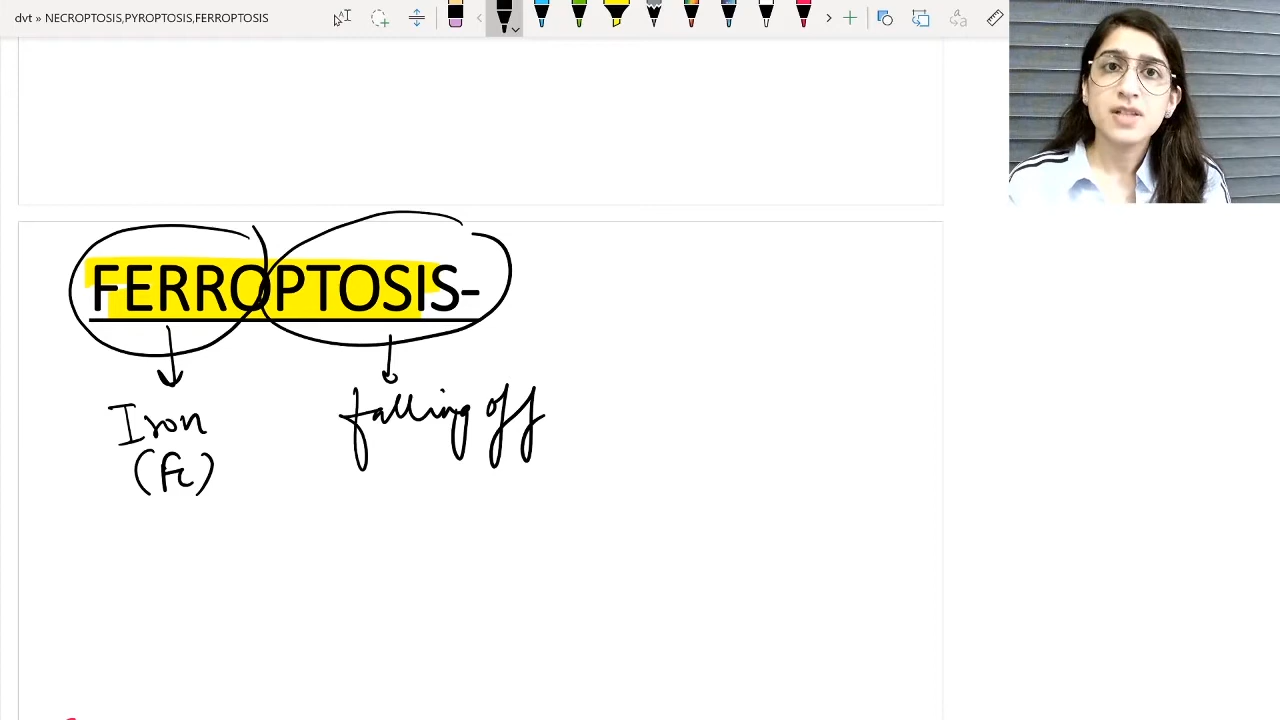 dvt » NECROPTOSIS,PYROPTOSIS,FERROPTOSIS
FERROPTOSIS-
Iron falling off
(Fe)